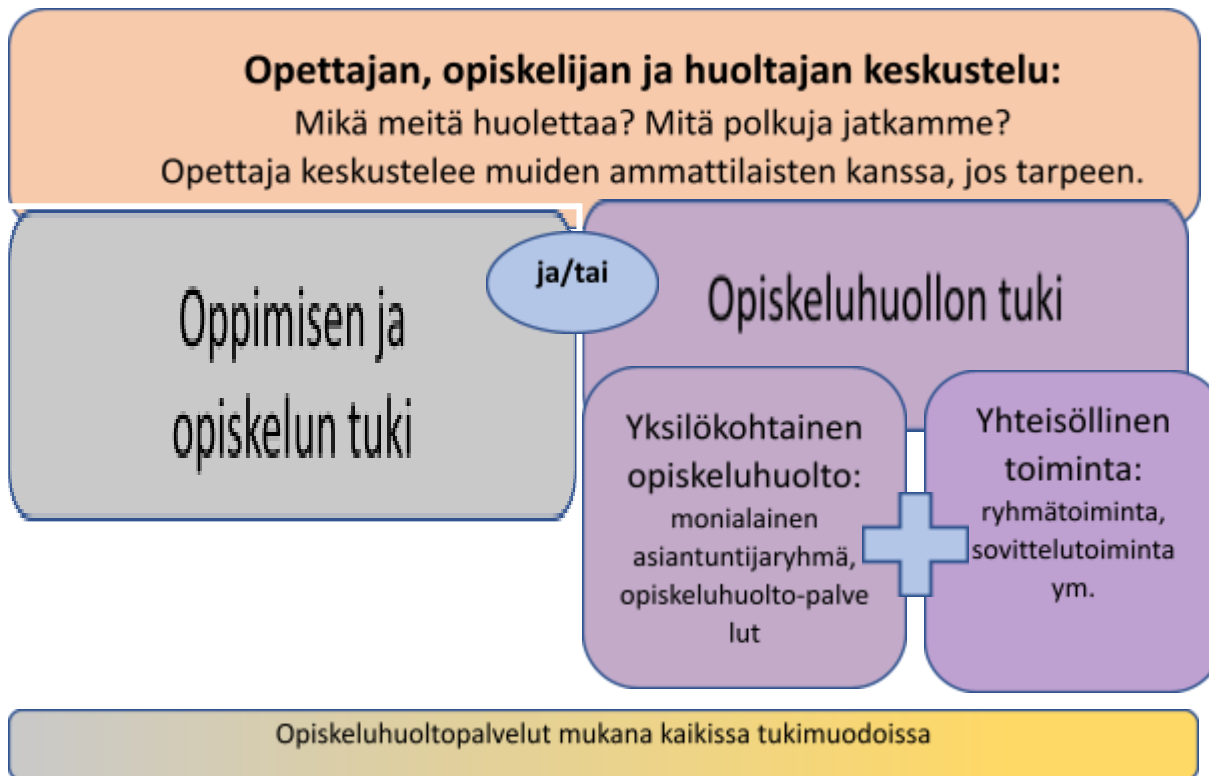 Opettajan, opiskelijan ja huoltajan keskustelu:
Mikä meitä huolettaa? Mitä polkuja jatkamme?
Opettaja keskustelee muiden ammattilaisten kanssa, jos tarpeen.
Oppimisen ja
opiskelun tuki
ja/tai
Opiskeluhuollon tuki
Yksilökohtainen
opiskeluhuolto:
monialainen
asiantuntijaryhmä,
opiskeluhuolto-palve
lut
Yhteisöllinen
toiminta:
ryhmätoiminta,
sovittelutoiminta
ym.
Opiskeluhuoltopalvelut mukana kaikissa tukimuodoissa